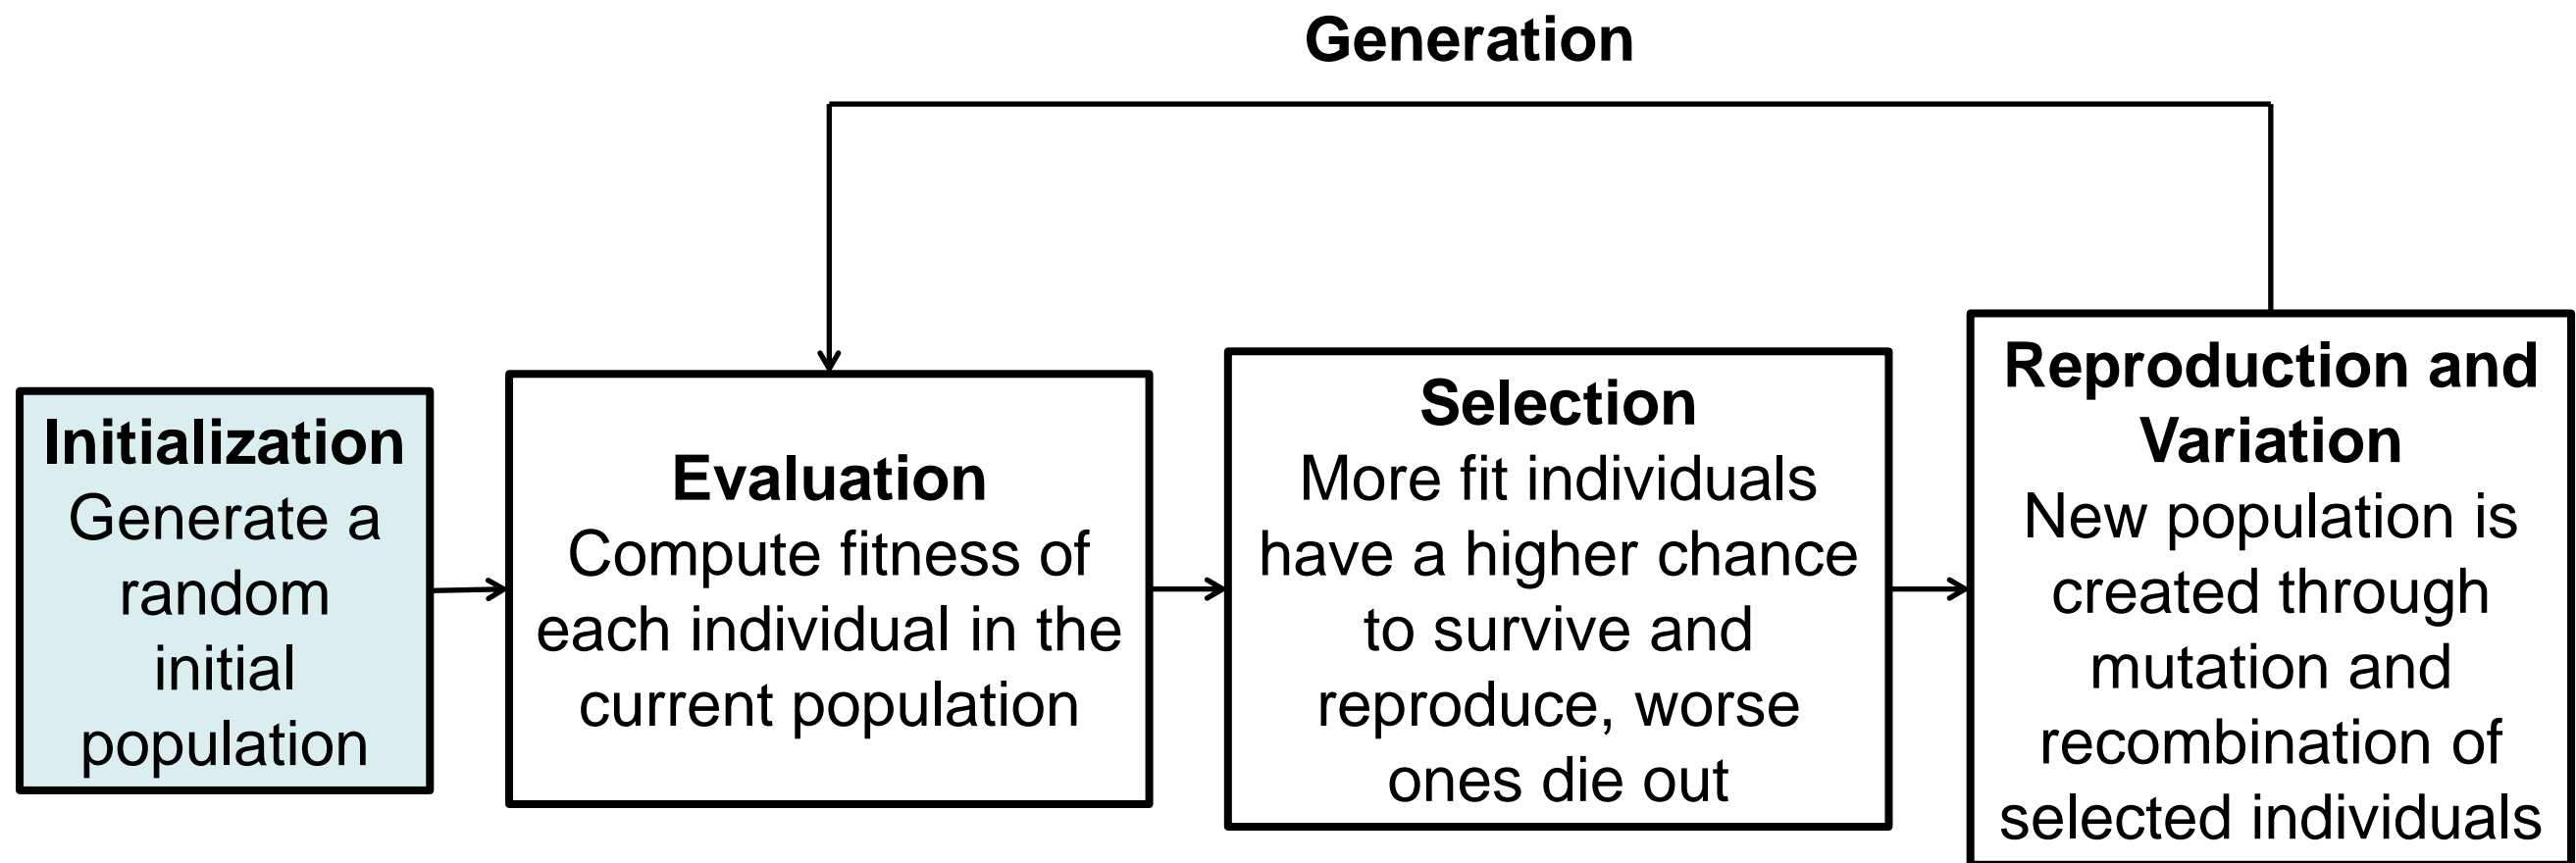 Generation
Initialization
Generate a
random
initial
population
Evaluation
Compute fitness of
each individual in the
current population
Selection
More fit individuals
have a higher chance
to survive and
reproduce, worse
ones die out
Reproduction and
Variation
New population is
created through
mutation and
recombination of
selected individuals